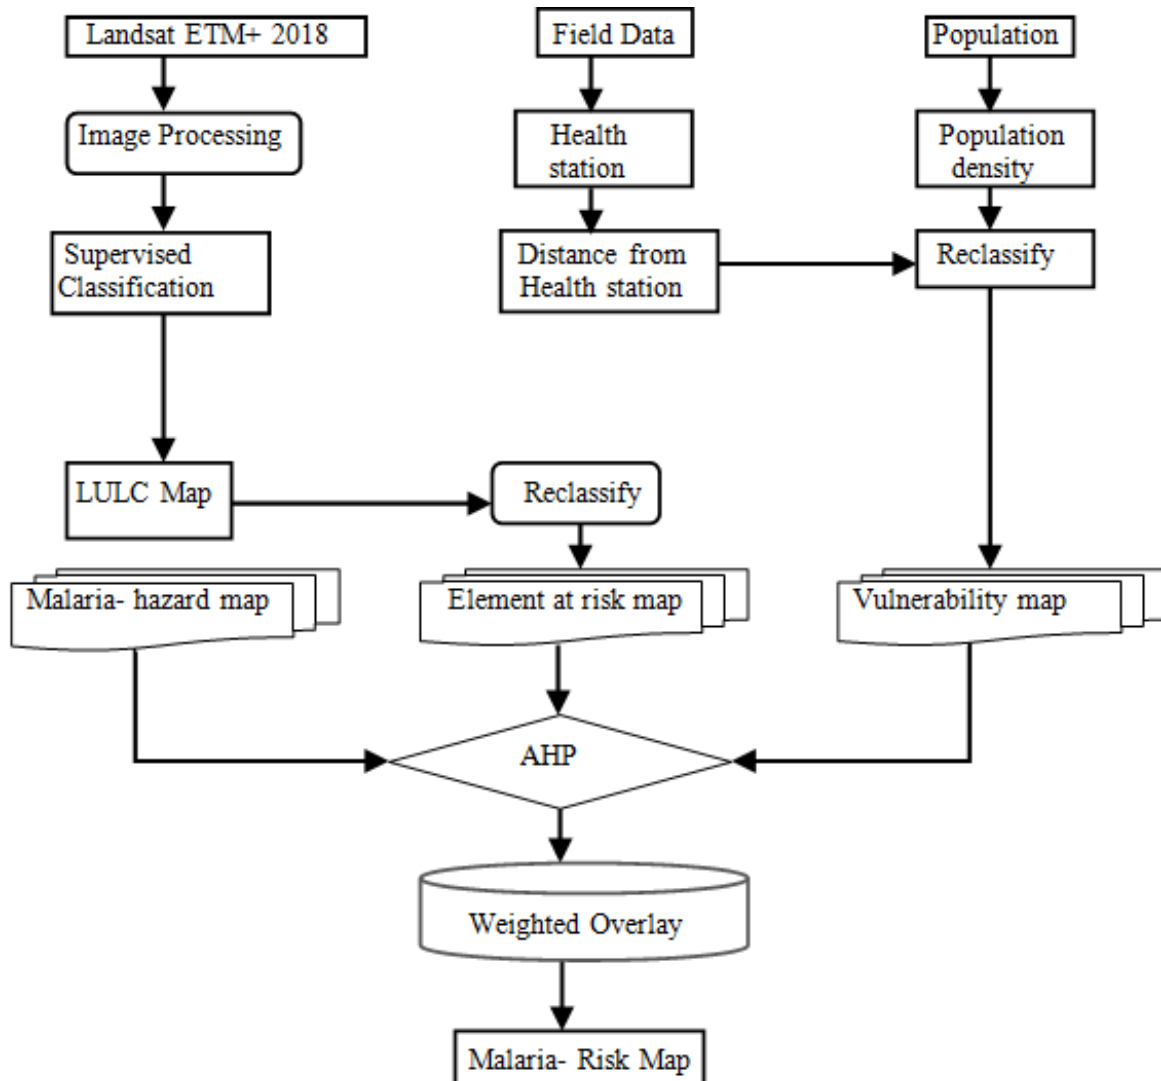 Landsat ETM+ 2018
Field Data
Population
Image Processing
Health
station
Population
density
Supervised
Classification
Distance from
Health station
Reclassify
LULC Map
Reclassify
Malaria- hazard map
Element at risk map
Vulnerability map
AHP
Weighted Overlay
Malaria- Risk Map